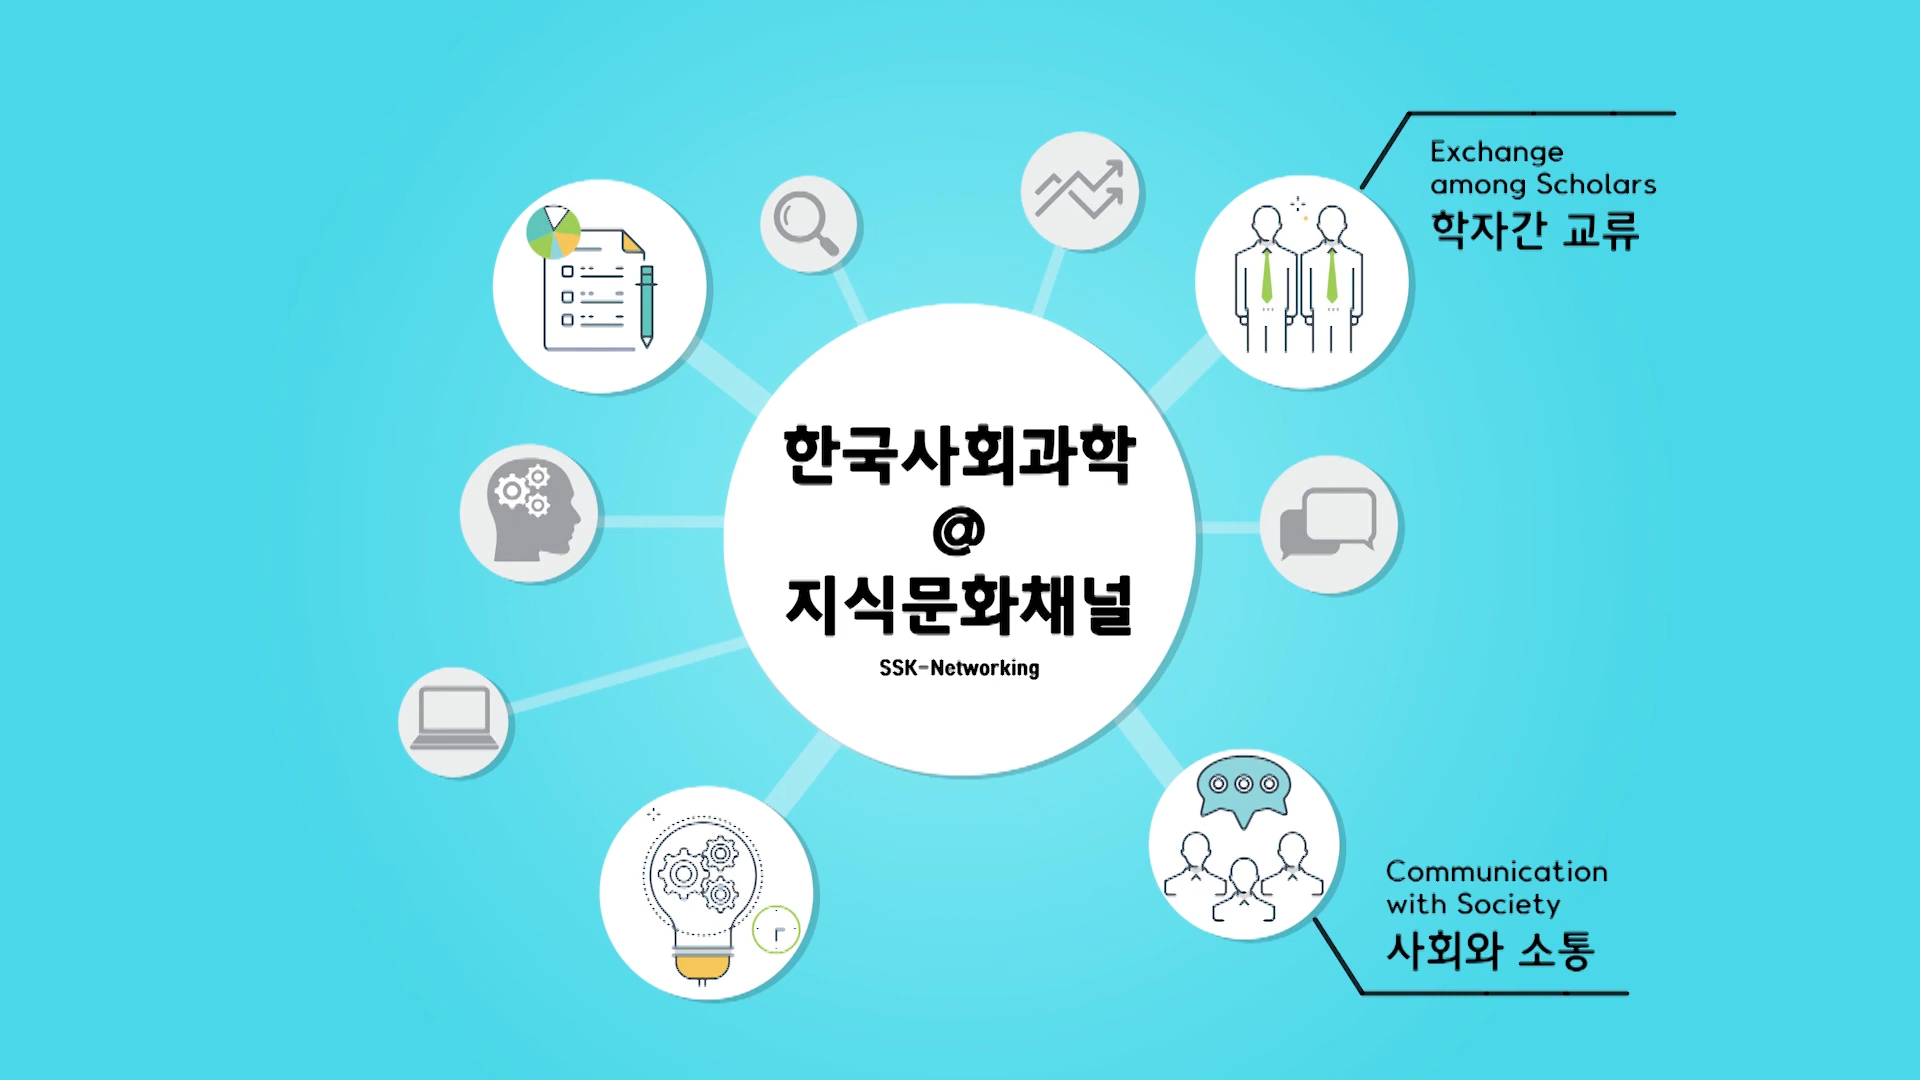 Exchange
among Scholars
학자간 교류
한국사회과학
@
지식문화채널
SSK-Networking
Communication
with Society
사회와 소통